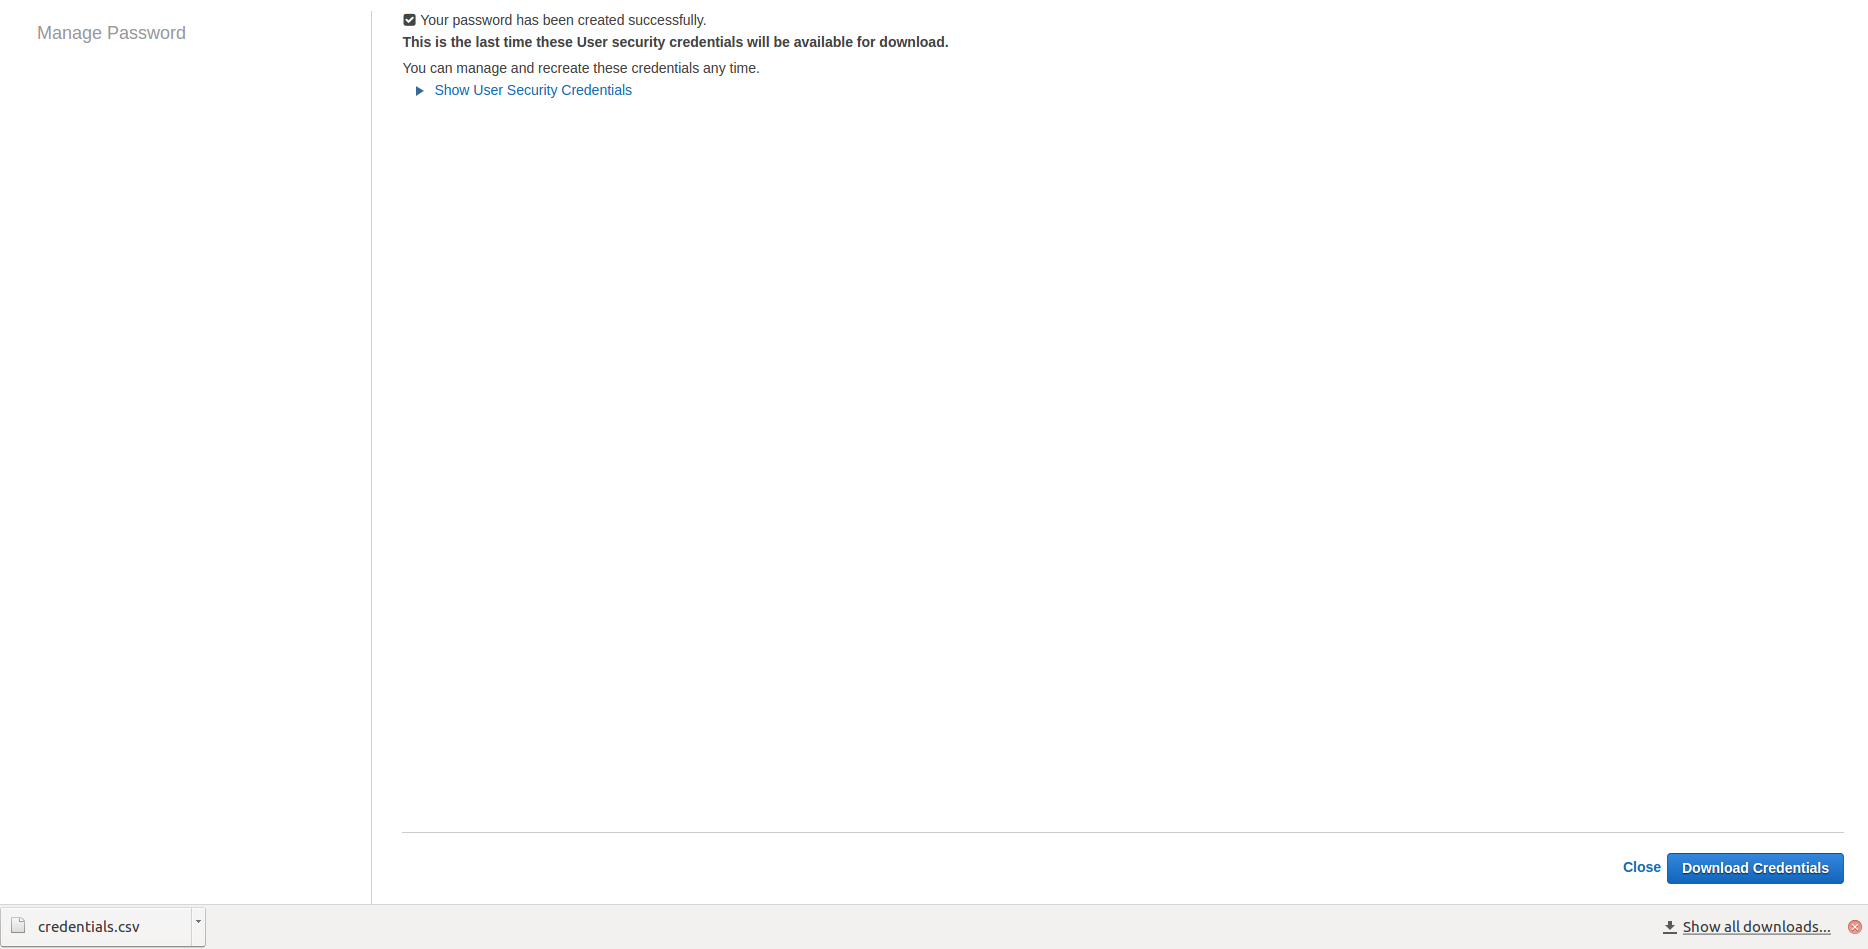 Manage Password
Your password has been created successfully.
This is the last time these User security credentials will be available for download.
You can manage and recreate these credentials any time.
Show User Security Credentials
Close
Download Credentials
credentials.csv
Show all downloads...